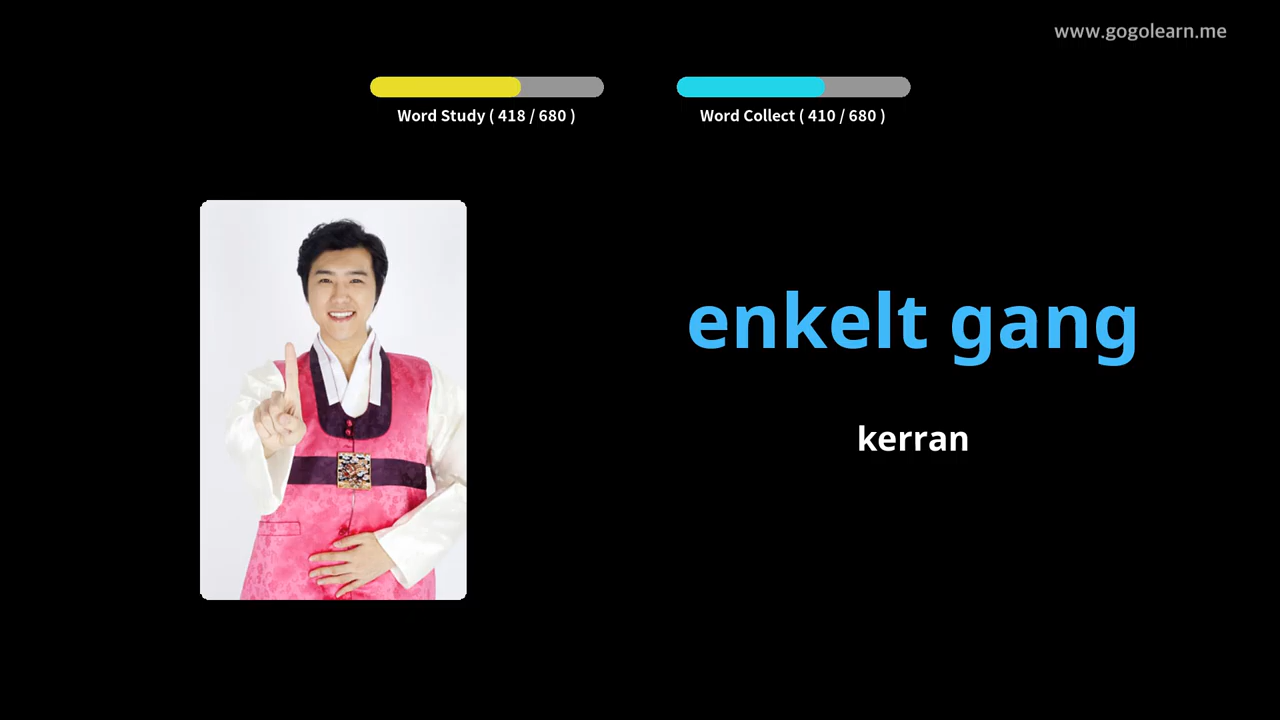 www.gogolearn.me
Word Study ( 418 / 680 )
Word Collect ( 410 / 680 )
enkelt gang
kerran